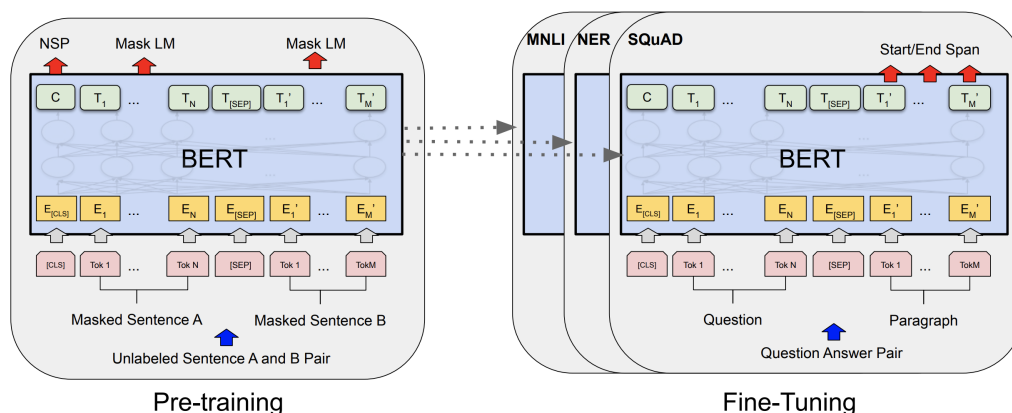 NSP Mask LM Mask LM
C T1 ... TN T[SEP] T1' ... TM'
BERT
E[CLS] E1 ... EN E[SEP] E1' ... EM'
[CLS] Tok 1 ... Tok N [SEP] Tok 1 ... TokM
Masked Sentence A Masked Sentence B
Unlabeled Sentence A and B Pair
Pre-training
MNLI NER SQuAD
Start/End Span
C T1 ... TN T[SEP] T1' ... TM'
BERT
E[CLS] E1 ... EN E[SEP] E1' ... EM'
[CLS] Tok 1 ... Tok N [SEP] Tok 1 ... TokM
Question Paragraph
Question Answer Pair
Fine-Tuning